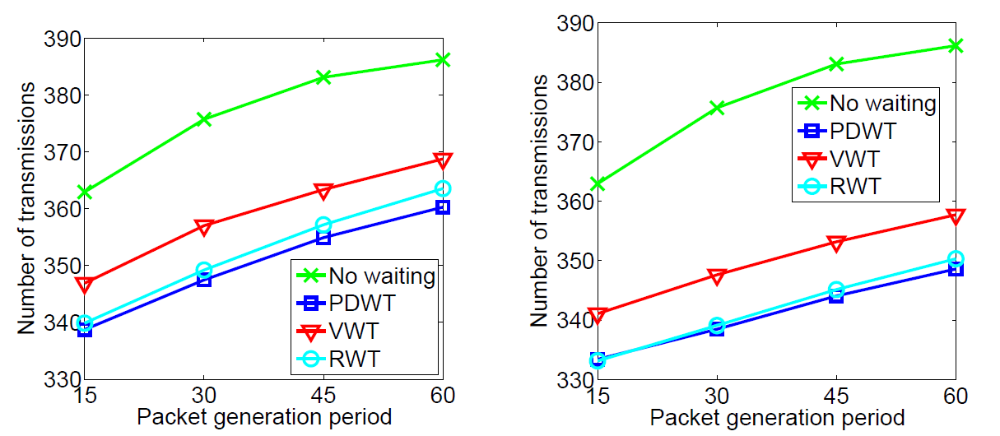 390
380
370
360
350
340
330
15
30
45
60
Number of transmissions
Packet generation period
No waiting
PDWT
VWT
RWT
390
380
370
360
350
340
330
15
30
45
60
Number of transmissions
Packet generation period
No waiting
PDWT
VWT
RWT